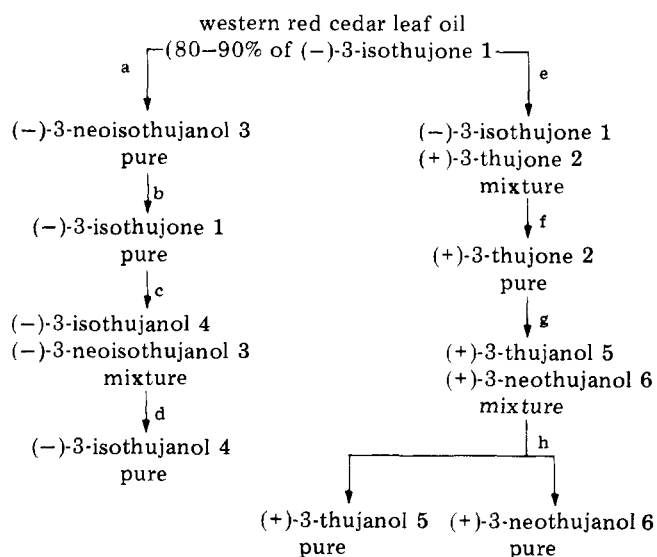 western red cedar leaf oil
a
(80–90% of (−)-3-isothujone 1
e
(−)-3-neoisothujanol 3
pure
b
(−)-3-isothujone 1
pure
c
(−)-3-isothujanol 4
(−)-3-neoisothujanol 3
mixture
d
(−)-3-isothujanol 4
pure
(−)-3-isothujone 1
(+)-3-thujone 2
mixture
f
(+)-3-thujone 2
pure
g
(+)-3-thujanol 5
(+)-3-neothujanol 6
mixture
h
(+)-3-thujanol 5
pure
(+)-3-neothujanol 6
pure